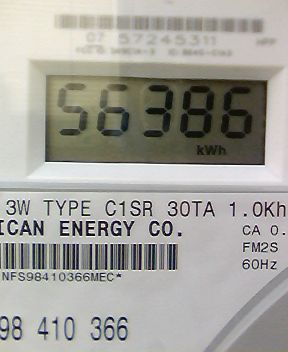 07 57245311
56386
kWh
3W TYPE C1SR 30TA 1.0Kh
ICAN ENERGY CO.
CA 0.
FM2S
60Hz
NFS98410366MEC*
98 410 366